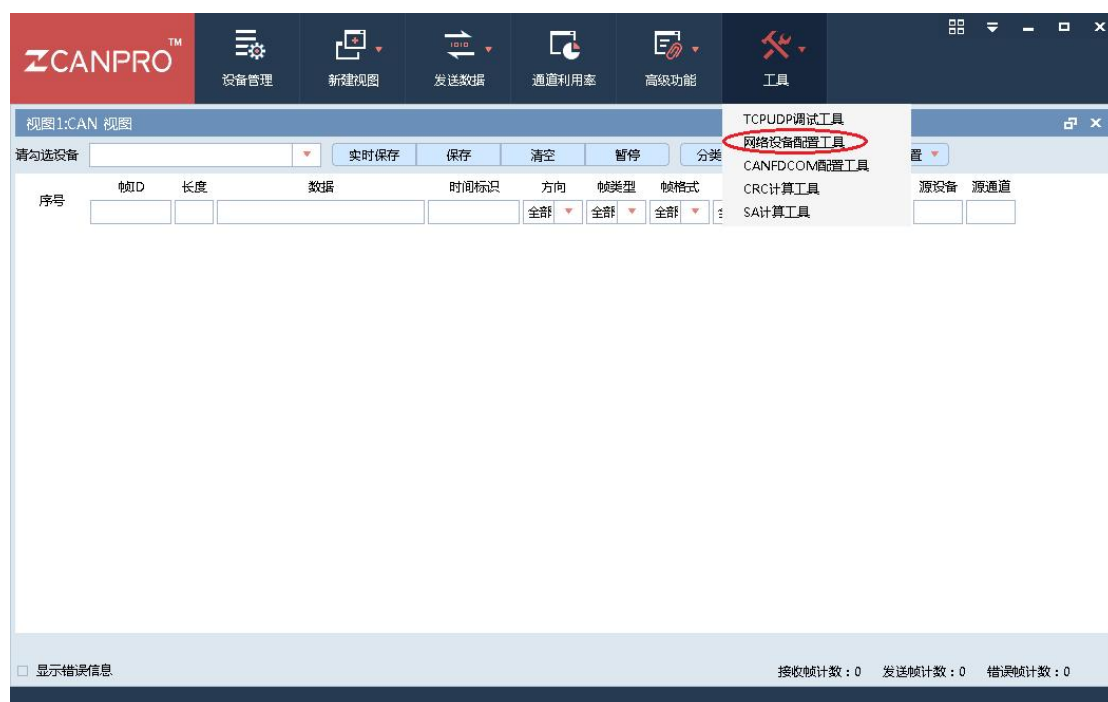 ZCANPRO™
设备管理
新建视图
发送数据
通道利用率
高级功能
工具
视图1:CAN 视图
TCPUDP调试工具
网络设备配置工具
CANFDCOM配置工具
CRC计算工具
SA计算工具
请勾选设备
实时保存 保存 清空 暂停 分类 置
序号 帧ID 长度 数据 时间标识 方向 帧类型 帧格式 源设备 源通道
全部 全部 全部
显示错误信息 接收帧计数：0 发送帧计数：0 错误帧计数：0